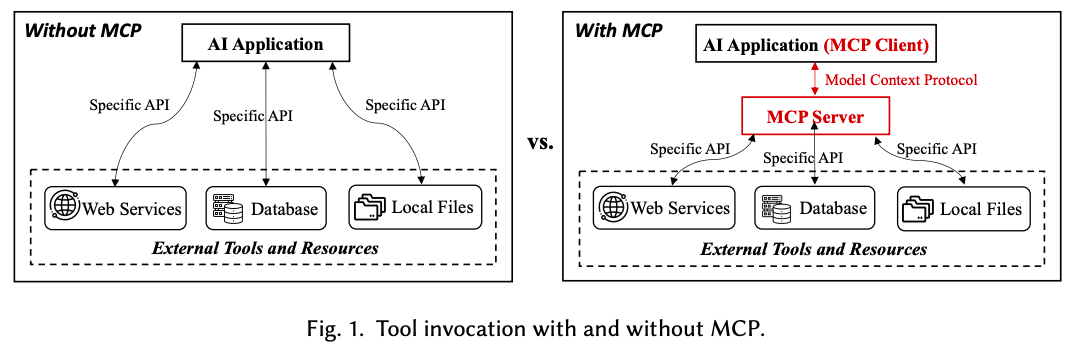 Without MCP
AI Application
Specific API
Specific API
Specific API
Web Services
Database
Local Files
External Tools and Resources
vs.
With MCP
AI Application (MCP Client)
Model Context Protocol
MCP Server
Specific API
Specific API
Specific API
Web Services
Database
Local Files
External Tools and Resources
Fig. 1. Tool invocation with and without MCP.